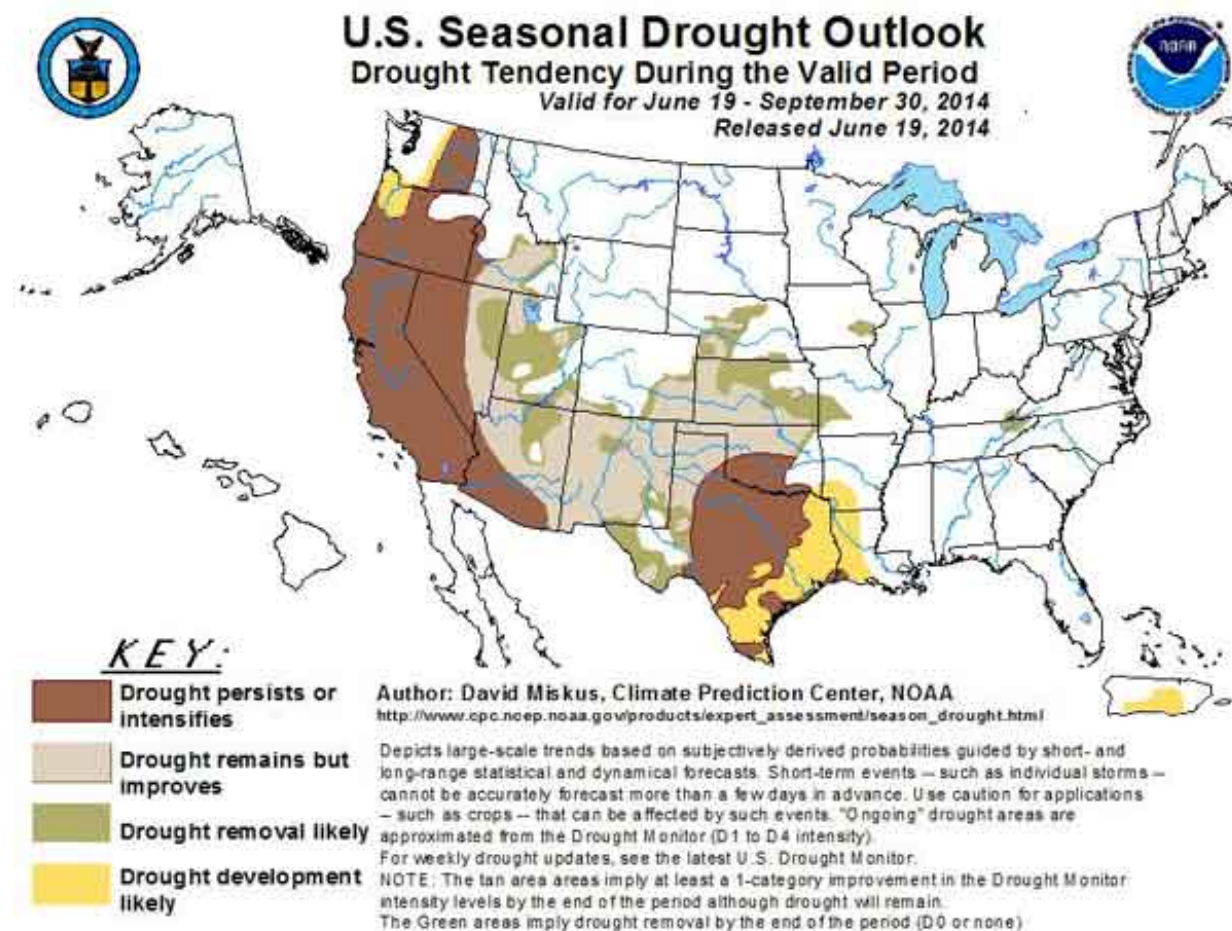 U.S. Seasonal Drought Outlook
Drought Tendency During the Valid Period
Valid for June 19 - September 30, 2014
Released June 19, 2014
noaa
KEY:
Drought persists or
intensifies
Drought remains but
improves
Drought removal likely
Drought development
likely
Author: David Miskus, Climate Prediction Center, NOAA
http://www.cpc.ncep.noaa.gov/products/expert_assessment/season_drought.html
Depicts large-scale trends based on subjectively derived probabilities guided by short- and
long-range statistical and dynamical forecasts. Short-term events -- such as individual storms --
cannot be accurately forecast more than a few days in advance. Use caution for applications
-- such as crops -- that can be affected by such events. "Ongoing" drought areas are
approximated from the Drought Monitor (D1 to D4 intensity).
For weekly drought updates, see the latest U.S. Drought Monitor.
NOTE: The tan area areas imply at least a 1-category improvement in the Drought Monitor
intensity levels by the end of the period although drought will remain.
The Green areas imply drought removal by the end of the period (D0 or none)